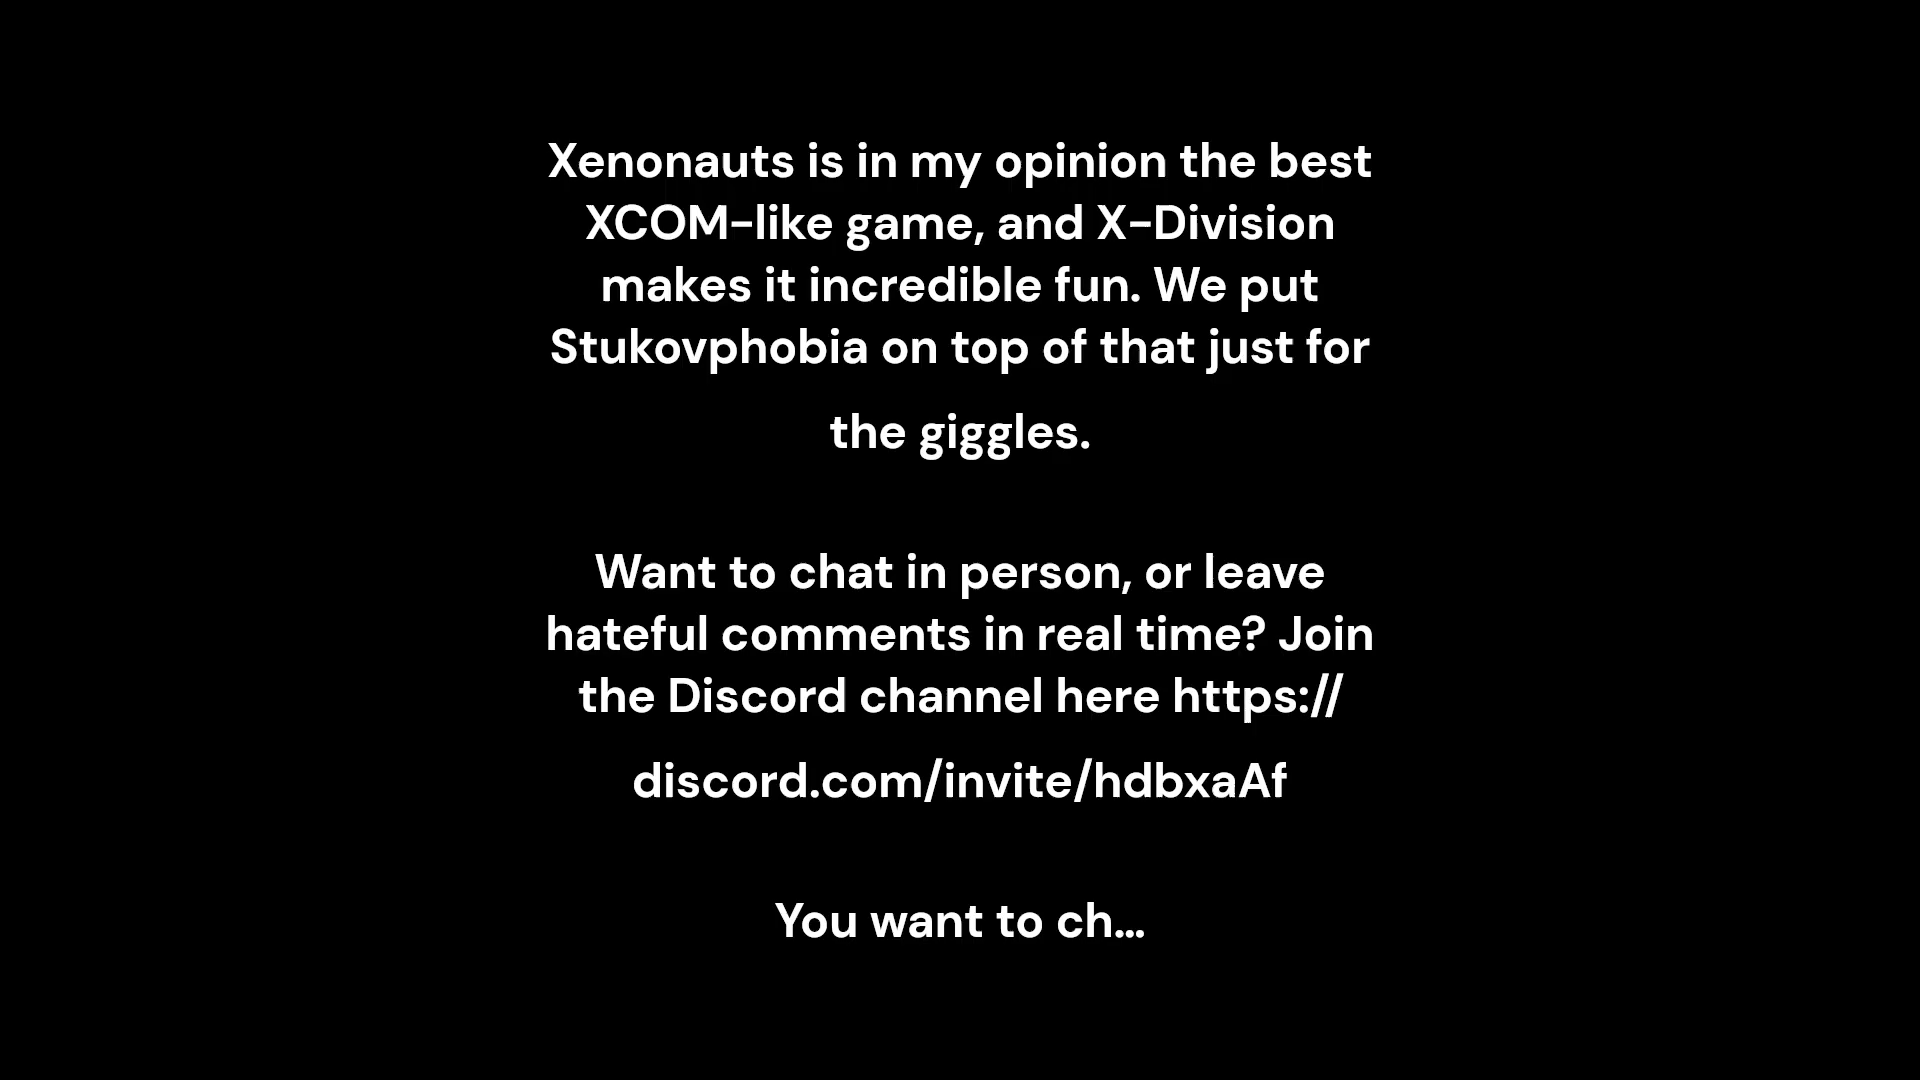 Xenonauts is in my opinion the best
XCOM-like game, and X-Division
makes it incredible fun. We put
Stukovphobia on top of that just for
the giggles.
Want to chat in person, or leave
hateful comments in real time? Join
the Discord channel here https://
discord.com/invite/hdbxaAf
You want to ch...